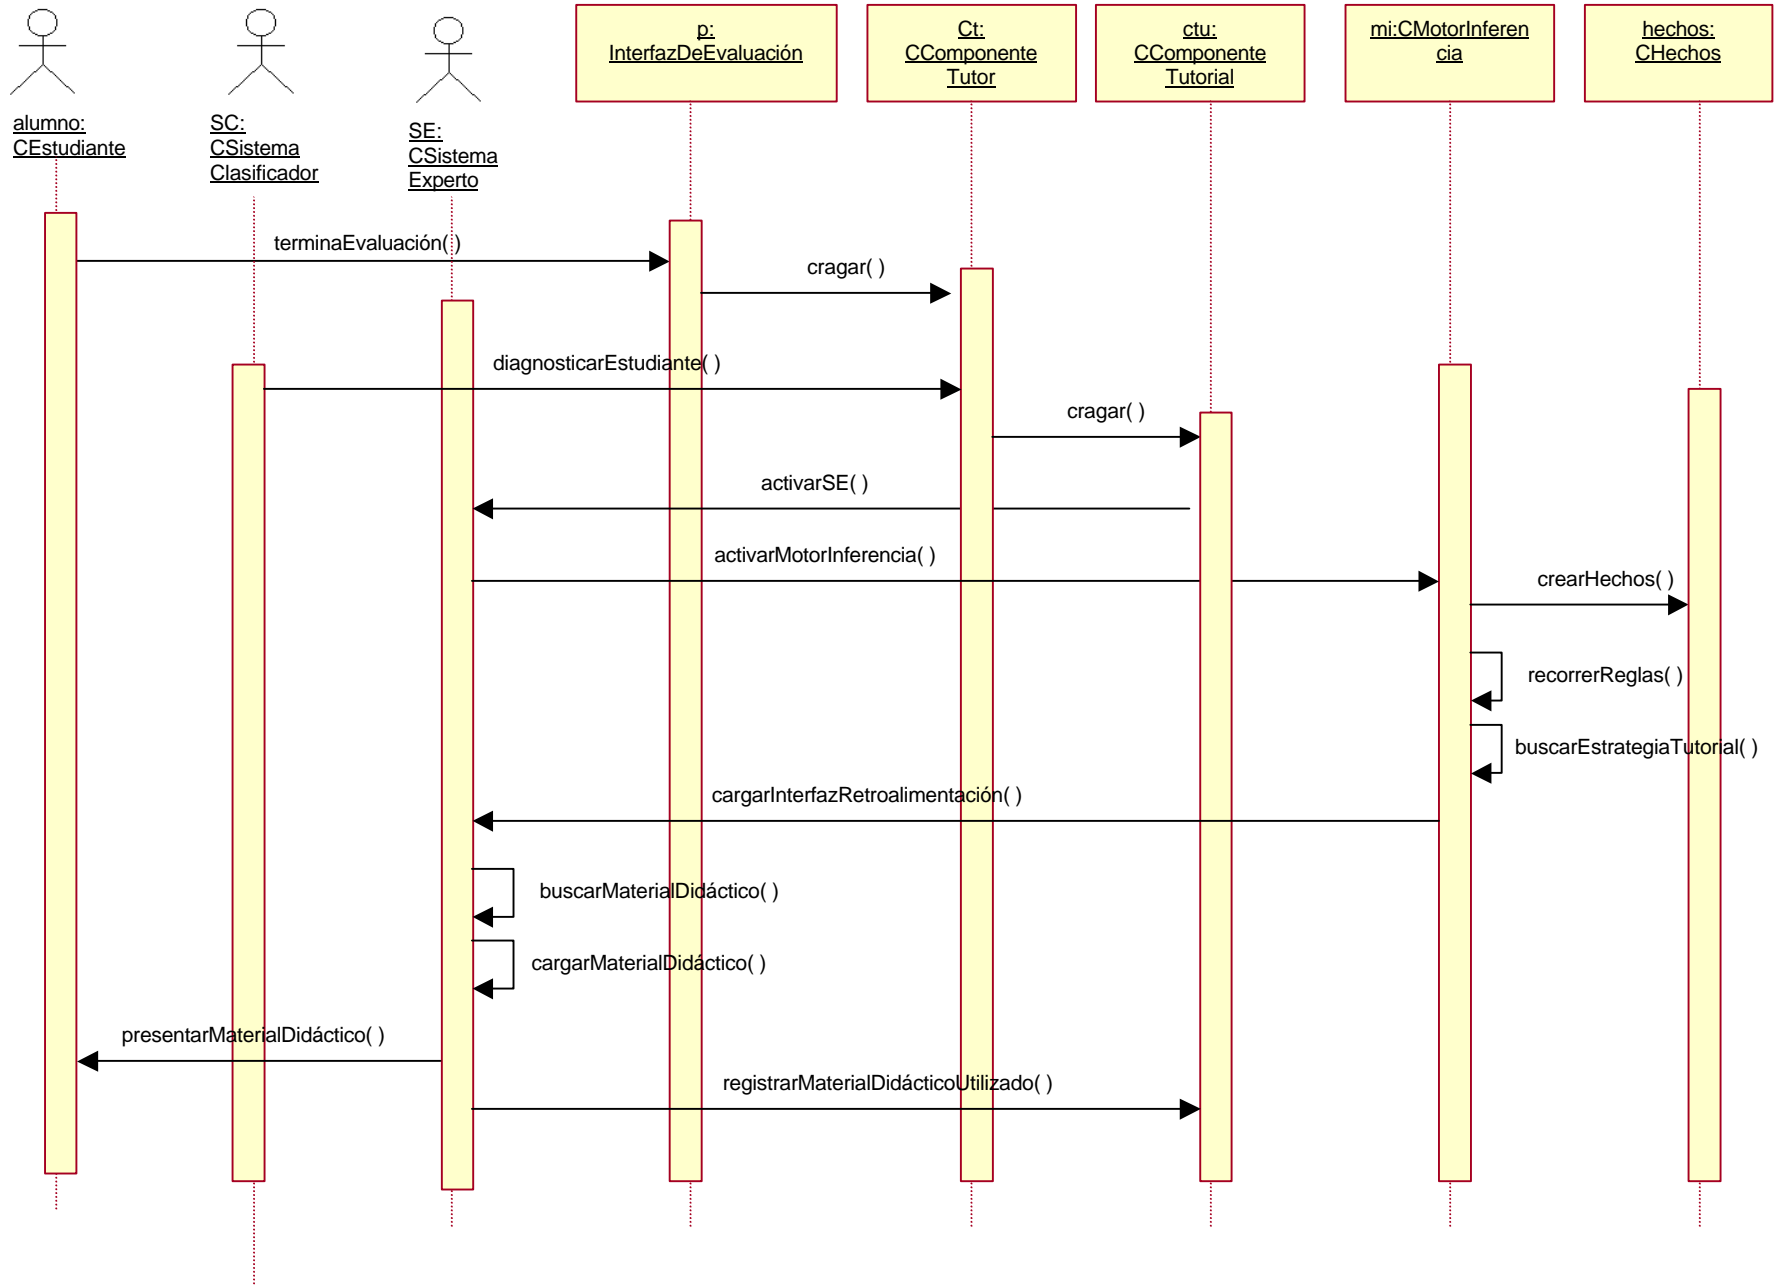 p:
InterfazDeEvaluación
Ct:
CComponente
Tutor
ctu:
CComponente
Tutorial
mi:CMotorInferen
cia
hechos:
CHechos
alumno:
CEstudiante
SC:
CSistema
Clasificador
SE:
CSistema
Experto
terminaEvaluación( )
cragar( )
diagnosticarEstudiante( )
cragar( )
activarSE( )
activarMotorInferencia( )
crearHechos( )
recorrerReglas( )
buscarEstrategiaTutorial( )
cargarInterfazRetroalimentación( )
buscarMaterialDidáctico( )
cargarMaterialDidáctico( )
presentarMaterialDidáctico( )
registrarMaterialDidácticoUtilizado( )